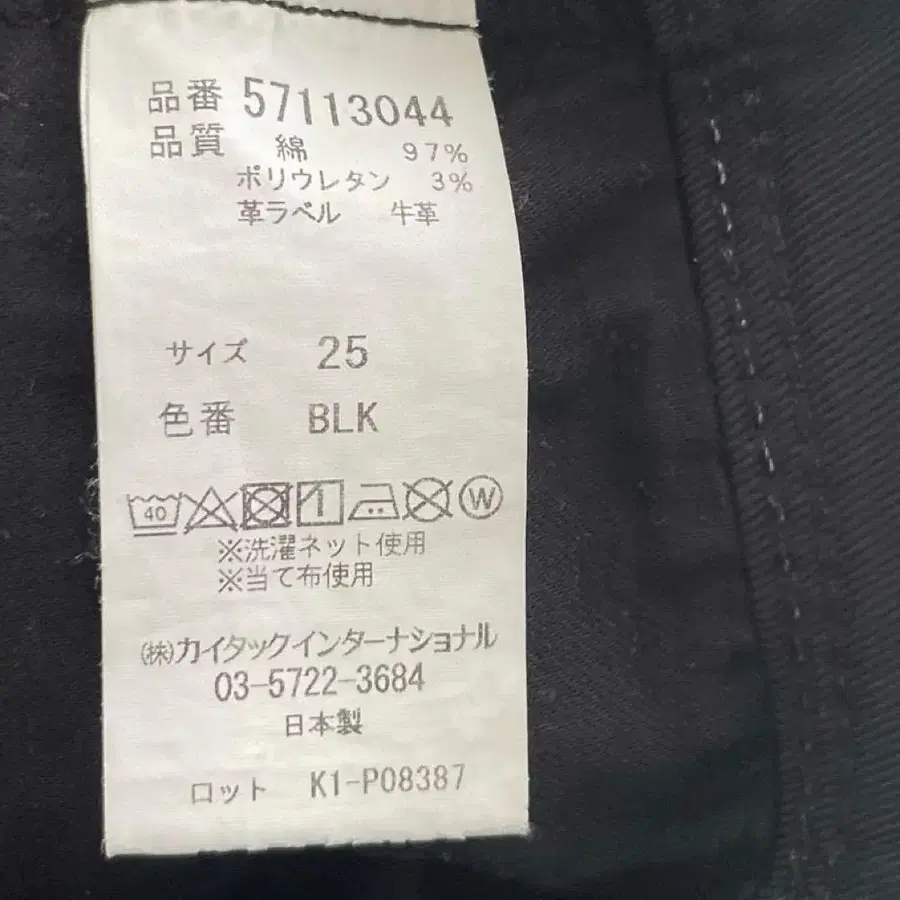 品番 57113044
品質 綿 97%
ポリウレタン 3%
革ラベル 牛革
サイズ 25
色番 BLK
40 W
※洗濯ネット使用
※当て布使用
(株)カイタックインターナショナル
03-5722-3684
日本製
ロット K1-P08387